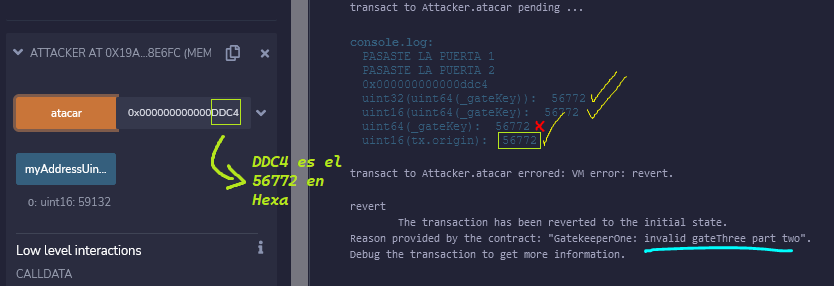 ATTACKER AT 0X19A...8E6FC (MEM
atacar
0x000000000000DDC4
myAddressUin...
0: uint16: 59132
Low level interactions
i
CALLDATA
DDC4 es el
56772 en
Hexa
transact to Attacker.atacar pending ...
console.log:
PASASTE LA PUERTA 1
PASASTE LA PUERTA 2
0x000000000000ddc4
uint32(uint64(_gateKey)): 56772
uint16(uint64(_gateKey): 56772
uint64(_gateKey): 56772
uint16(tx.origin): 56772
transact to Attacker.atacar errored: VM error: revert.
revert
The transaction has been reverted to the initial state.
Reason provided by the contract: "GatekeeperOne: invalid gateThree part two".
Debug the transaction to get more information.